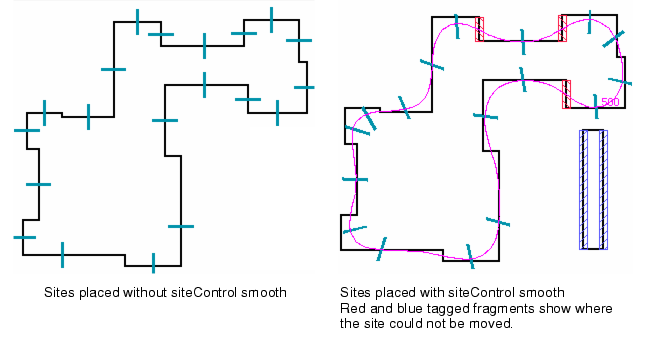 500
Sites placed without siteControl smooth
Sites placed with siteControl smooth
Red and blue tagged fragments show where
the site could not be moved.